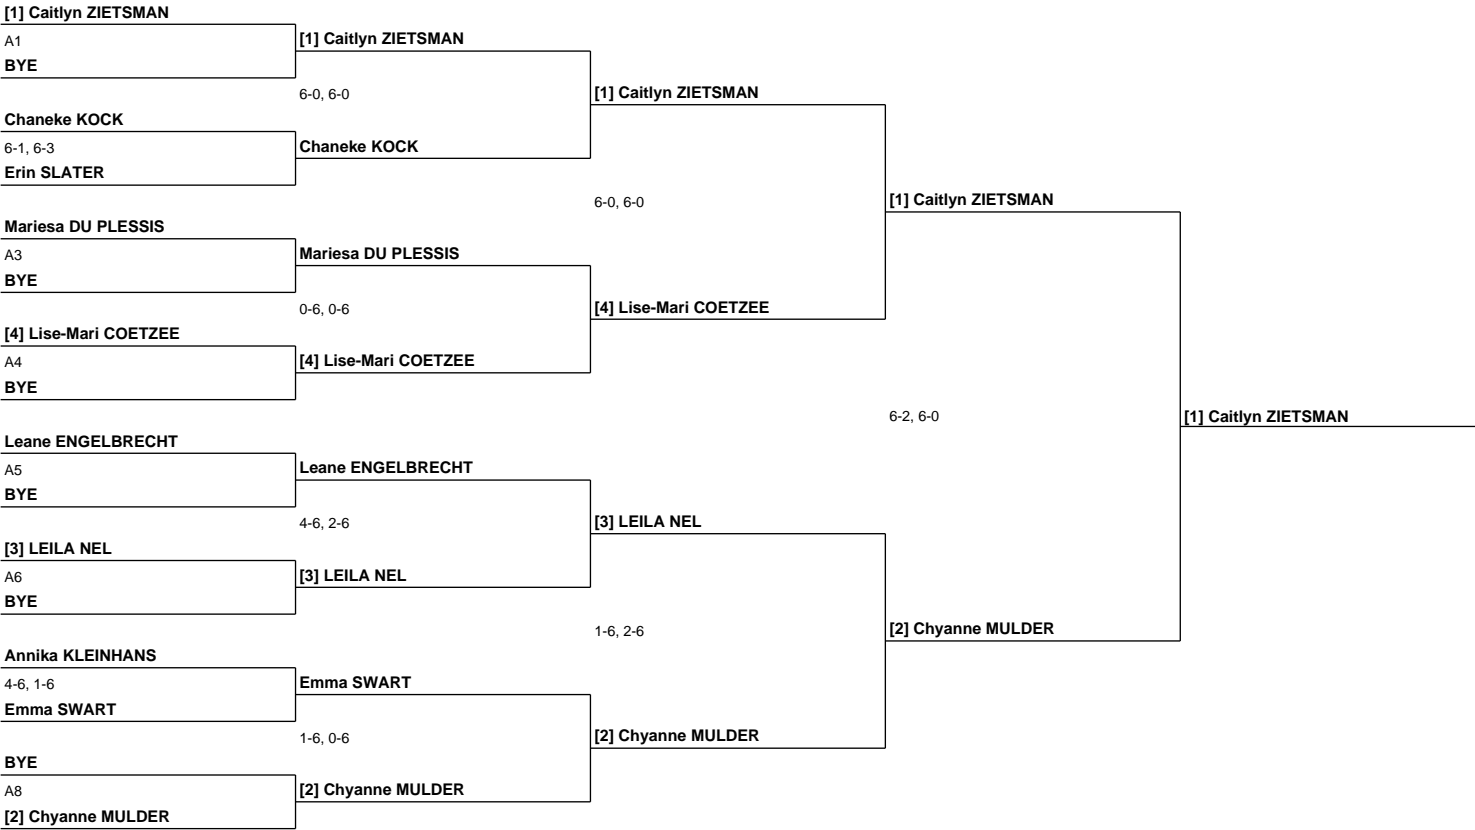 [1] Caitlyn ZIETSMAN
A1
BYE
Chaneke KOCK
6-1, 6-3
Erin SLATER
Mariesa DU PLESSIS
A3
BYE
[4] Lise-Mari COETZEE
A4
BYE
Leane ENGELBRECHT
A5
BYE
[3] LEILA NEL
A6
BYE
Annika KLEINHANS
4-6, 1-6
Emma SWART
BYE
A8
[2] Chyanne MULDER
[1] Caitlyn ZIETSMAN
6-0, 6-0
Chaneke KOCK
Mariesa DU PLESSIS
0-6, 0-6
[4] Lise-Mari COETZEE
Leane ENGELBRECHT
4-6, 2-6
[3] LEILA NEL
Emma SWART
1-6, 0-6
[2] Chyanne MULDER
[1] Caitlyn ZIETSMAN
6-0, 6-0
[4] Lise-Mari COETZEE
[3] LEILA NEL
1-6, 2-6
[2] Chyanne MULDER
[1] Caitlyn ZIETSMAN
6-2, 6-0
[2] Chyanne MULDER
[1] Caitlyn ZIETSMAN